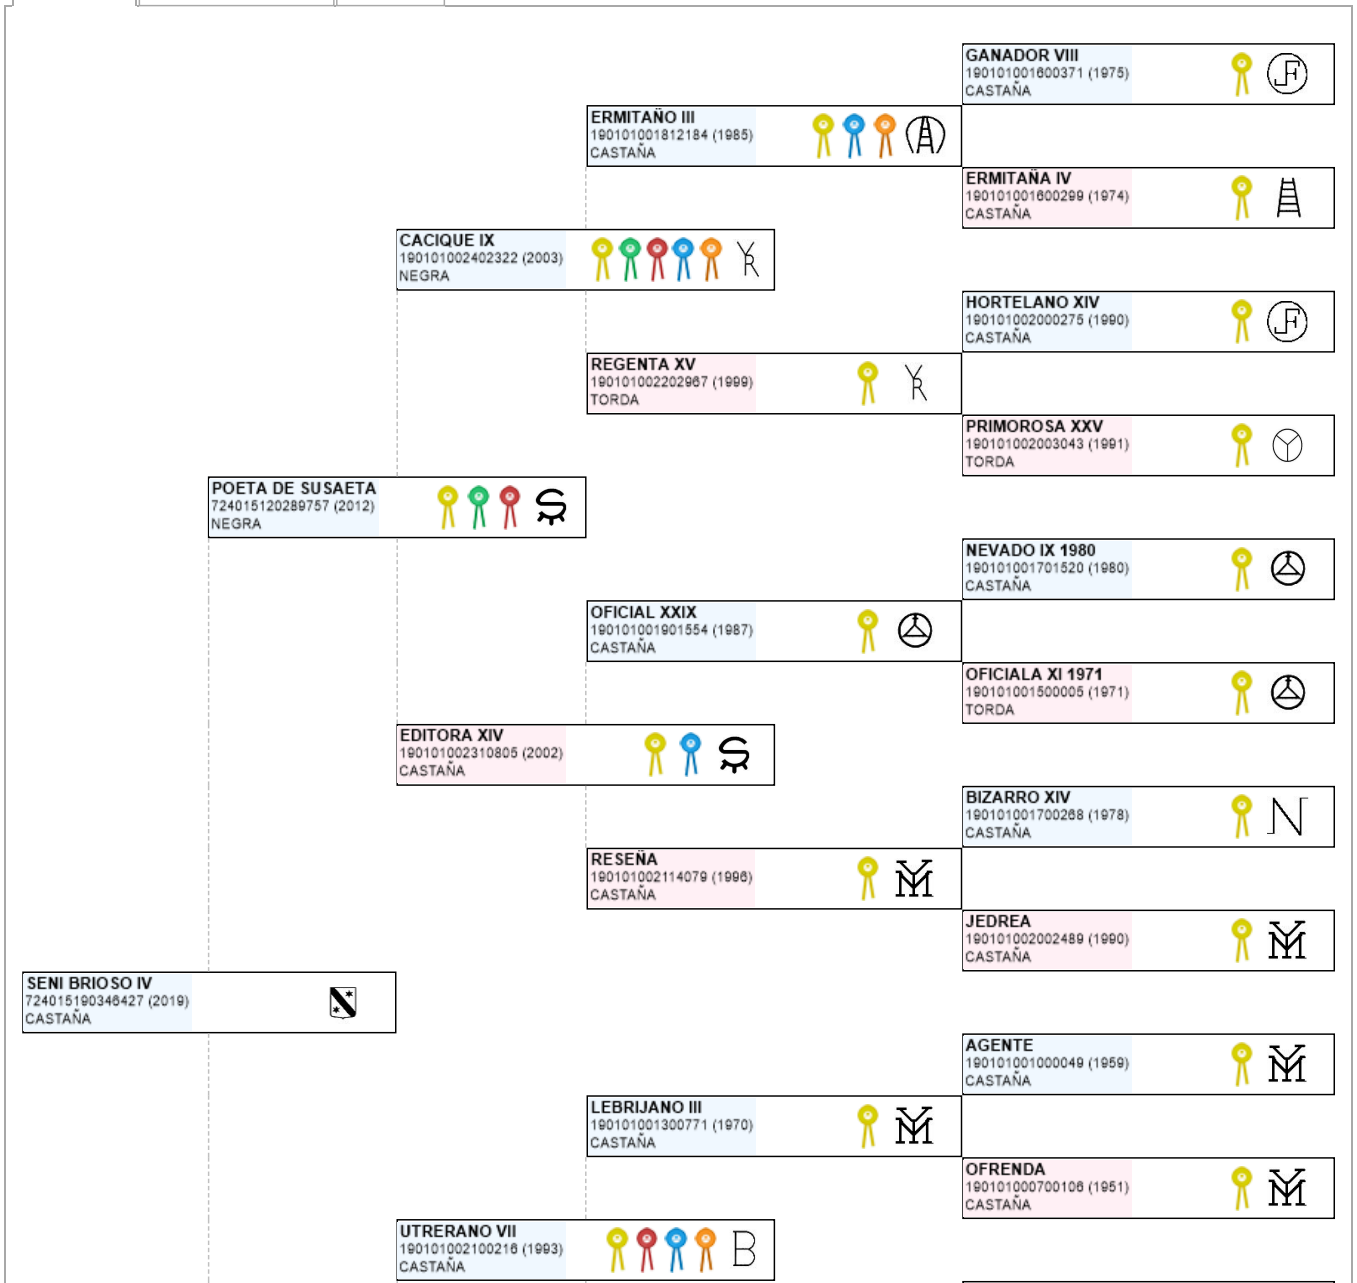 GANADOR VIII
190101001600371 (1975)
CASTAÑA
ERMITAÑO III
190101001812184 (1985)
CASTAÑA
ERMITAÑA IV
190101001600299 (1974)
CASTAÑA
CACIQUE IX
190101002402322 (2003)
NEGRA
HORTELANO XIV
190101002000275 (1990)
CASTAÑA
REGENTA XV
190101002202967 (1999)
TORDA
PRIMOROSA XXV
190101002003043 (1991)
TORDA
POETA DE SUSAETA
724015120289757 (2012)
NEGRA
NEVADO IX 1980
190101001701520 (1980)
CASTAÑA
OFICIAL XXIX
190101001901554 (1987)
CASTAÑA
OFICIALA XI 1971
190101001500005 (1971)
TORDA
EDITORA XIV
190101002310805 (2002)
CASTAÑA
BIZARRO XIV
190101001700268 (1978)
CASTAÑA
RESEÑA
190101002114079 (1996)
CASTAÑA
JEDREA
190101002002489 (1990)
CASTAÑA
SENI BRIOSO IV
724015190346427 (2019)
CASTAÑA
AGENTE
190101001000049 (1959)
CASTAÑA
LEBRIJANO III
190101001300771 (1970)
CASTAÑA
OFRENDA
190101000700106 (1951)
CASTAÑA
UTRERANO VII
190101002100216 (1993)
CASTAÑA